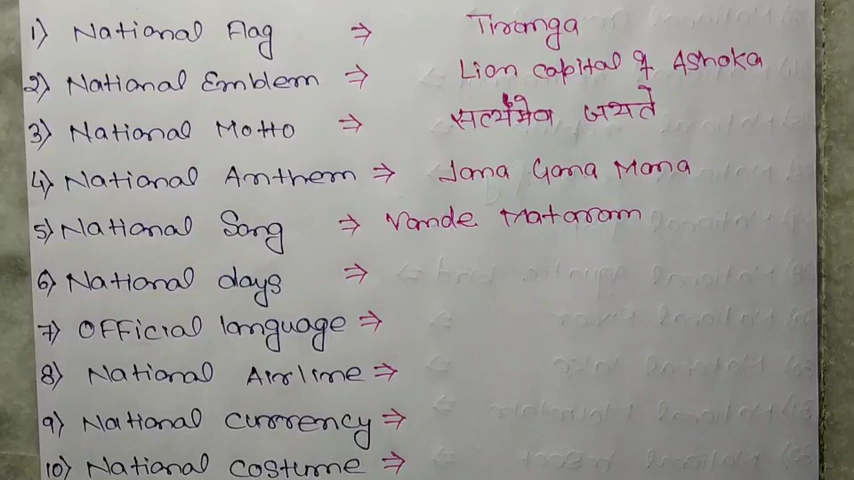 1) National Flag ⇒ Tiranga
2) National Emblem ⇒ Lion capital of Ashoka
3) National Motto ⇒ सत्यमेव जयते
4) National Anthem ⇒ Jana Gana Mana
5) National Song ⇒ Vande Mataram
6) National days ⇒
7) Official language ⇒
8) National Airline ⇒
9) National currency ⇒
10) National costume ⇒